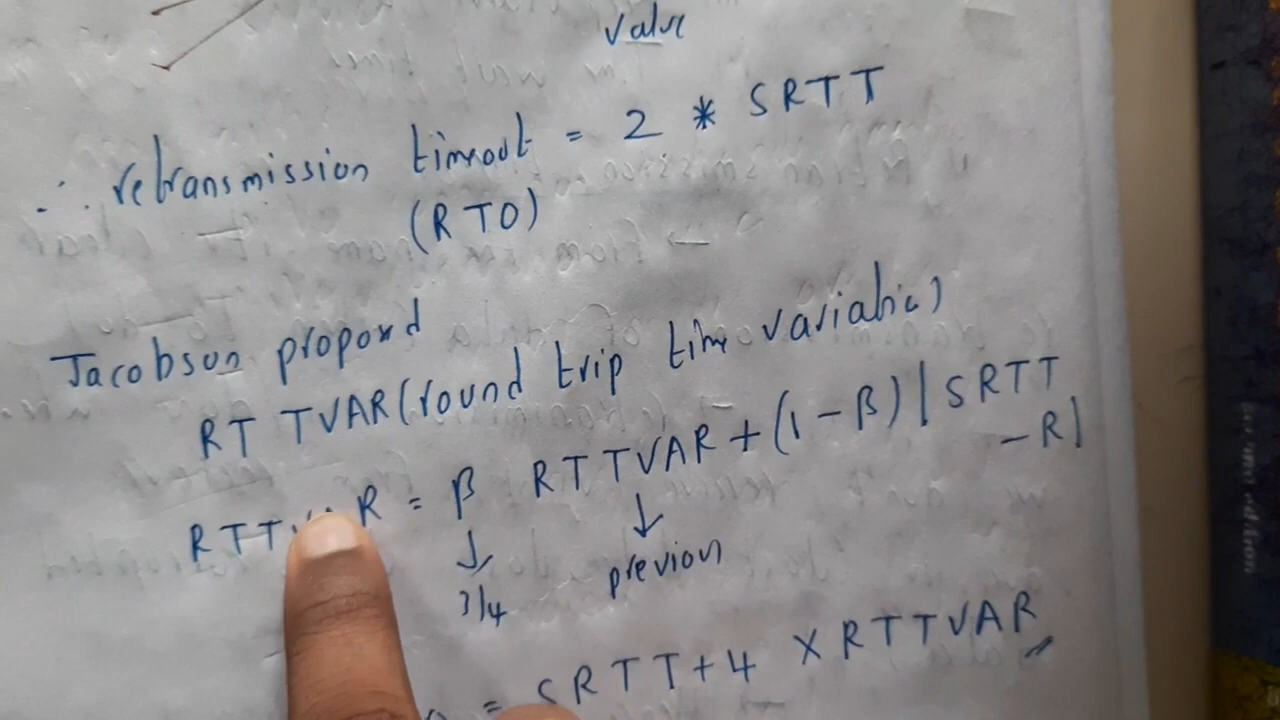 value
∴ retransmission timeout = 2 * SRTT
(RTO)
Jacobson proposed
RTTVAR (round trip time variation)
RTTVAR = β RTTVAR + (1 - β) | SRTT
- R |
↓ ↓
3/4 previous
= SRTT + 4 × RTTVAR